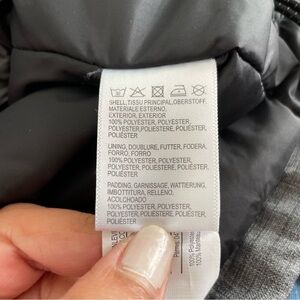 SHELL,TISSU PRINCIPAL,OBERSTOFF
MATERIALE ESTERNO,
EXTERIOR, EXTERIOR
100% POLYESTER, POLYESTER,
POLYESTER,POLIESTERE, POLIÉSTER
POLIÉSTER
LINING, DOUBLURE, FUTTER, FODERA,
FORRO, FORRO
100% POLYESTER, POLYESTER,
POLYESTER, POLIESTERE, POLIÉSTER
POLIÉSTER
PADDING, GARNISSAGE, WATTIERUNG,
IMBOTTITURA, RELLENO,
ACOLCHOADO
100% POLYESTER, POLYESTER,
POLYESTER,POLIESTERE, POLIÉSTER
POLIÉSTER